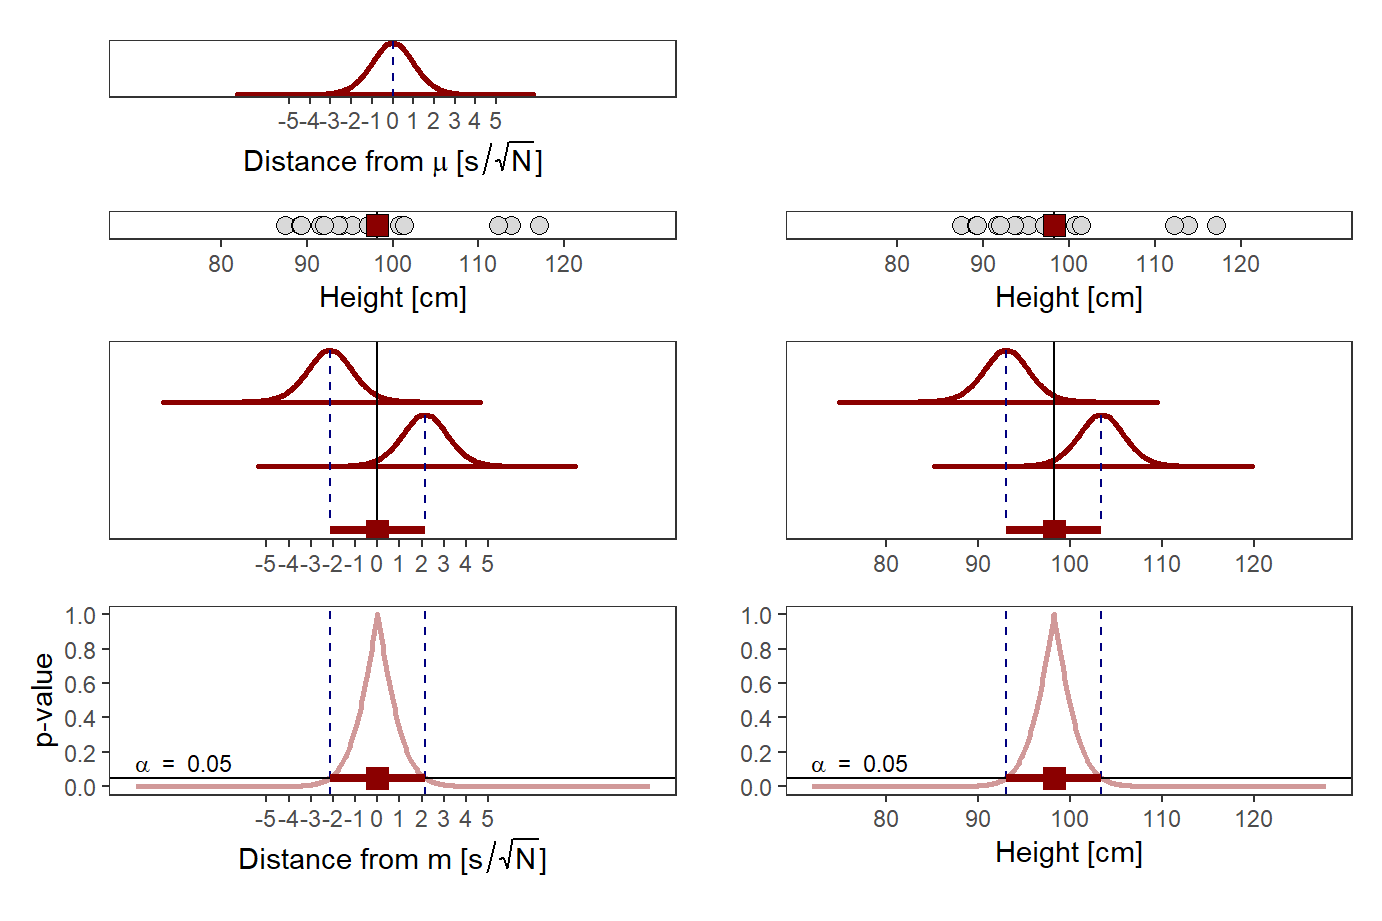 -5 -4 -3 -2 -1 0 1 2 3 4 5
Distance from μ [s/√N]
80 90 100 110 120
Height [cm]
80 90 100 110 120
Height [cm]
-5 -4 -3 -2 -1 0 1 2 3 4 5
80 90 100 110 120
p-value
1.0
0.8
0.6
0.4
0.2
0.0
α = 0.05
-5 -4 -3 -2 -1 0 1 2 3 4 5
Distance from m [s/√N]
1.0
0.8
0.6
0.4
0.2
0.0
α = 0.05
80 90 100 110 120
Height [cm]